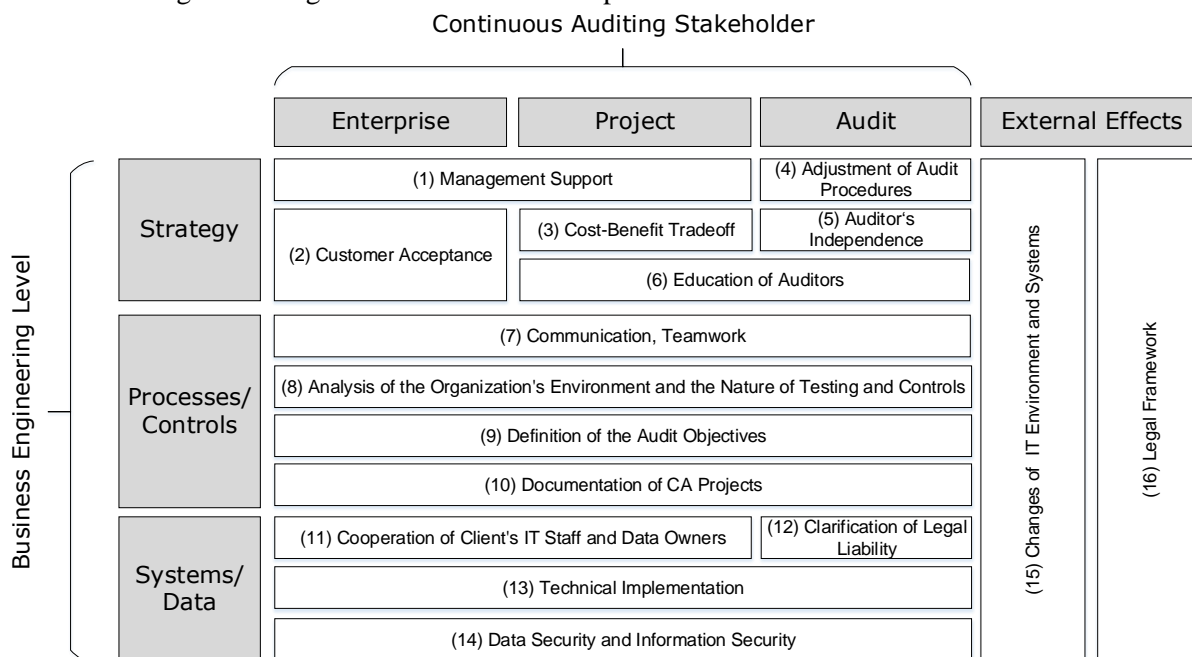 Continuous Auditing Stakeholder
Enterprise
Project
Audit
External Effects
Business Engineering Level
Strategy
(1) Management Support
(4) Adjustment of Audit
Procedures
(2) Customer Acceptance
(3) Cost-Benefit Tradeoff
(5) Auditor‘s
Independence
(6) Education of Auditors
Processes/
Controls
(7) Communication, Teamwork
(8) Analysis of the Organization's Environment and the Nature of Testing and Controls
(9) Definition of the Audit Objectives
(10) Documentation of CA Projects
Systems/
Data
(11) Cooperation of Client's IT Staff and Data Owners
(12) Clarification of Legal
Liability
(13) Technical Implementation
(14) Data Security and Information Security
(15) Changes of IT Environment and Systems
(16) Legal Framework